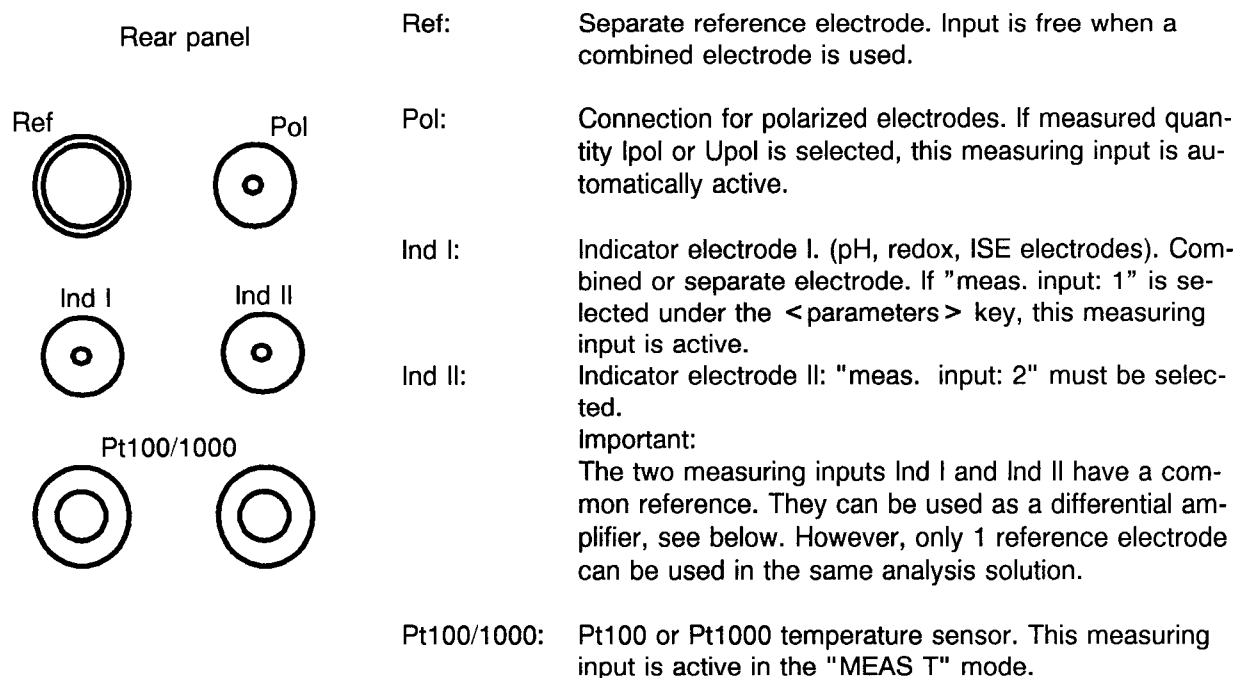 Rear panel
Ref
Pol
Ind I
Ind II
Pt100/1000
Ref: Separate reference electrode. Input is free when a
combined electrode is used.
Pol: Connection for polarized electrodes. If measured quan-
tity Ipol or Upol is selected, this measuring input is au-
tomatically active.
Ind I: Indicator electrode I. (pH, redox, ISE electrodes). Com-
bined or separate electrode. If "meas. input: 1" is se-
lected under the <parameters> key, this measuring
input is active.
Ind II: Indicator electrode II: "meas. input: 2" must be selec-
ted.
Important:
The two measuring inputs Ind I and Ind II have a com-
mon reference. They can be used as a differential am-
plifier, see below. However, only 1 reference electrode
can be used in the same analysis solution.
Pt100/1000: Pt100 or Pt1000 temperature sensor. This measuring
input is active in the "MEAS T" mode.